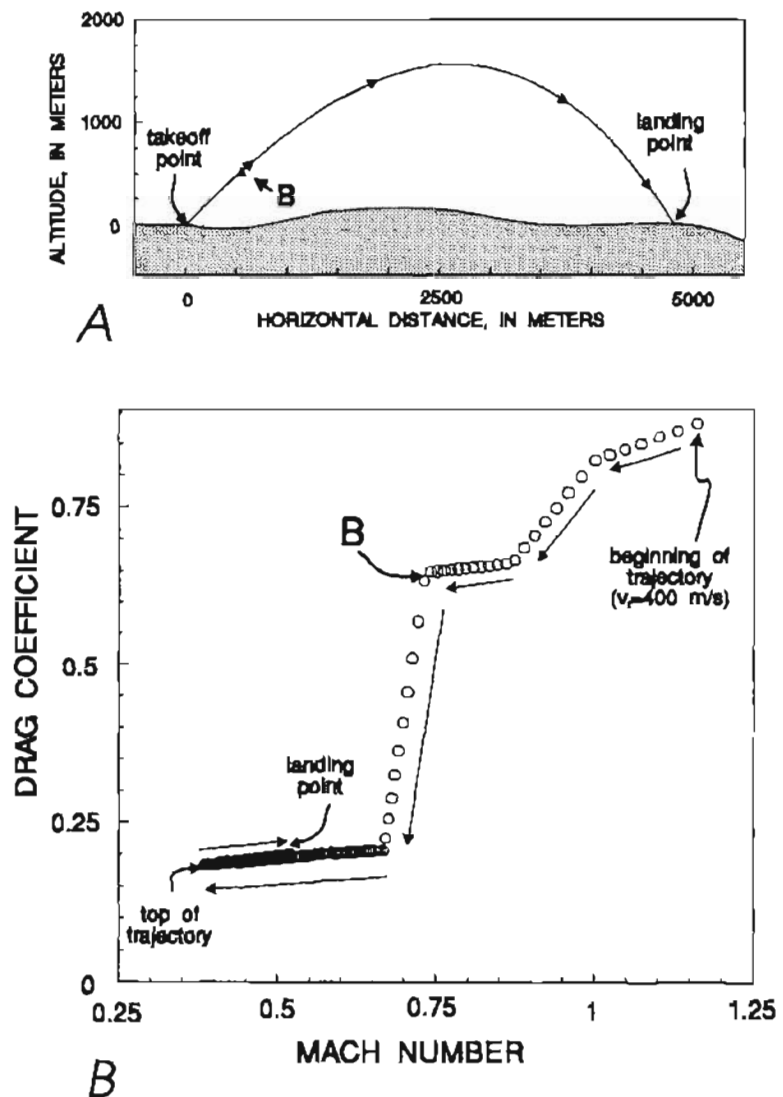 2000
1000
0
ALTITUDE, IN METERS
takeoff
point
B
landing
point
0
2500
5000
HORIZONTAL DISTANCE, IN METERS
A
DRAG COEFFICIENT
0.75
0.5
0.25
0
B
beginning of
trajectory
landing
point
top of
trajectory
0.25
0.5
0.75
1
1.25
MACH NUMBER
B